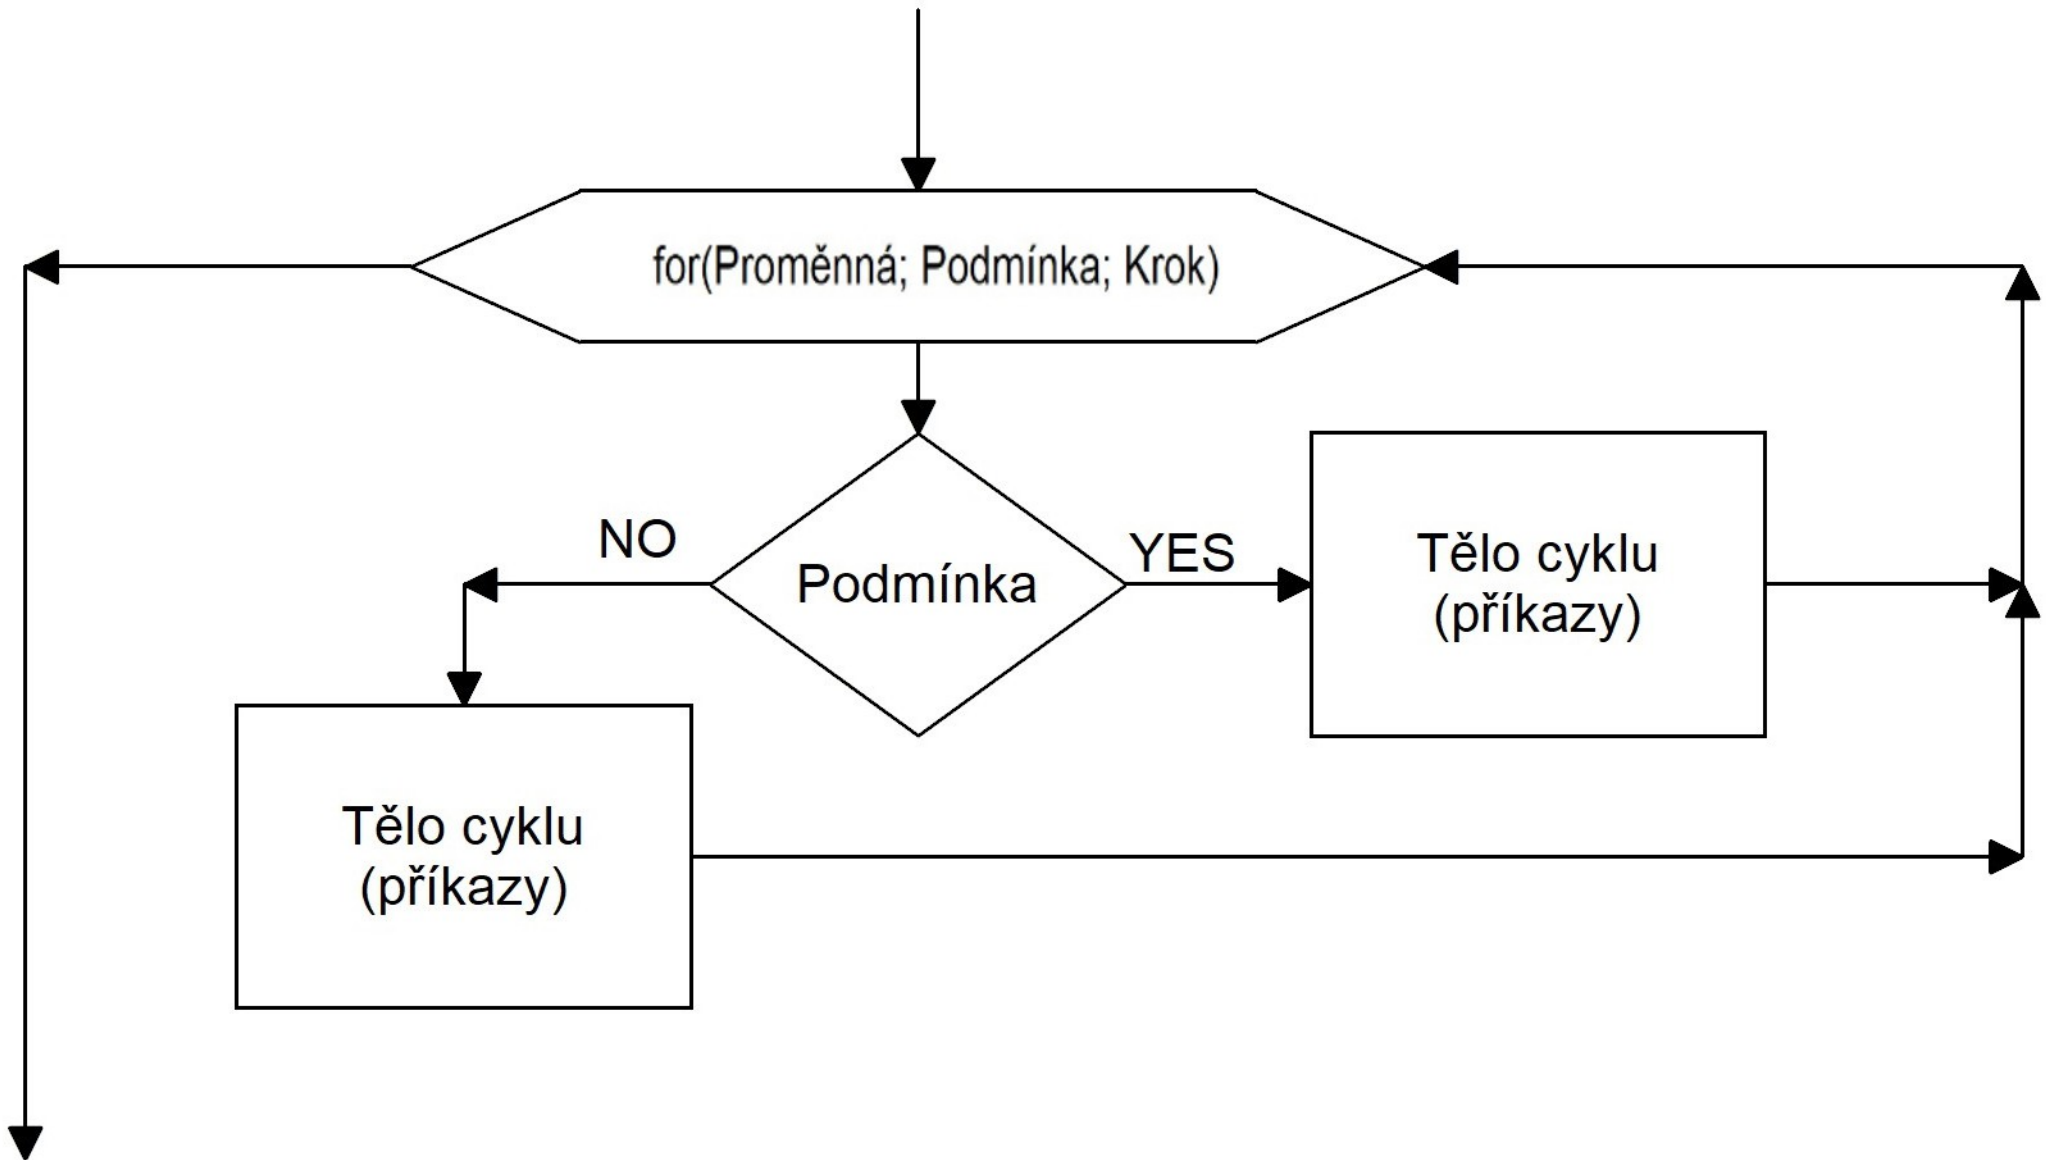 for(Proměnná; Podmínka; Krok)
NO
Podmínka
YES
Tělo cyklu
(příkazy)
Tělo cyklu
(příkazy)